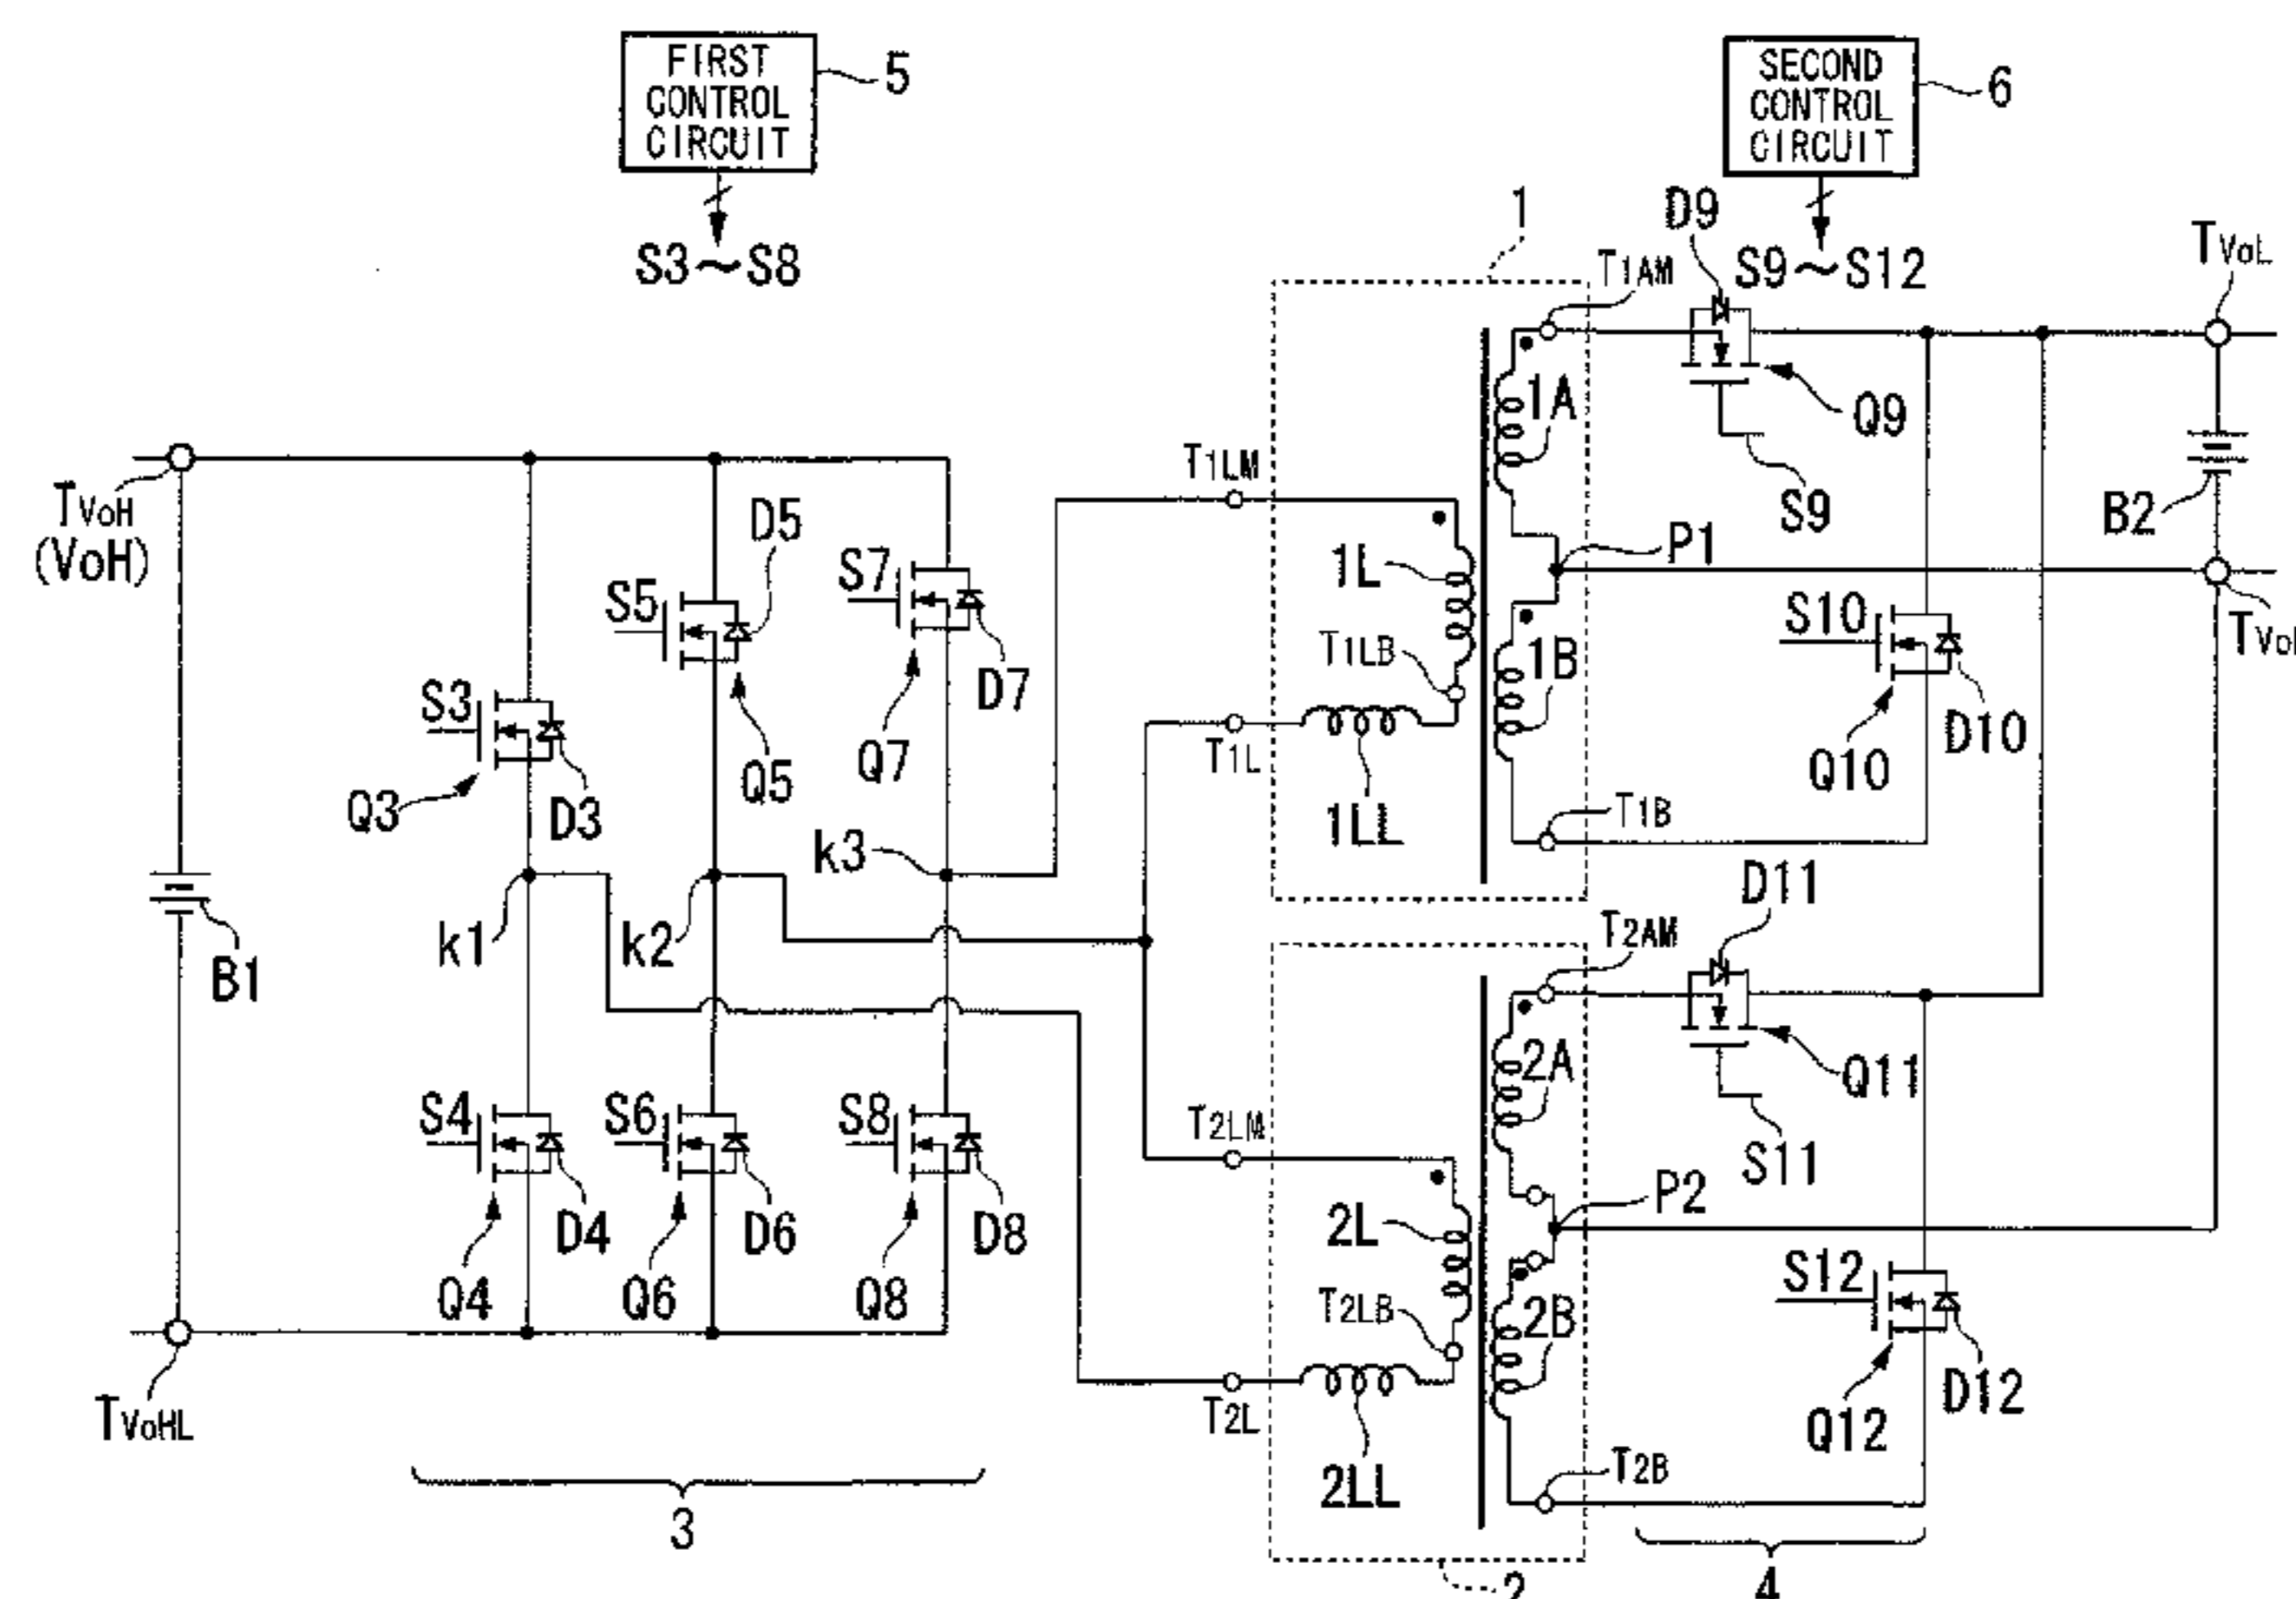 FIRST
CONTROL
CIRCUIT
5
S3~S8
SECOND
CONTROL
CIRCUIT
6
S9~S12
1
D9
T1AM
TVoL
1A
Q9
S9
B2
TVoH
(VoH)
D5
S5
S7
T1LM
P1
1L
T1LB
1B
S10
D7
S3
Q5
Q7
T1L
Q10
D10
Q3
D3
1LL
T1B
k3
D11
k1
k2
B1
T2AM
2A
Q11
S4
S6
S8
T2LM
S11
P2
D4
D6
D8
2L
S12
Q4
Q6
Q8
T2LB
2B
D12
TVoHL
T2L
Q12
2LL
T2B
3
2
4